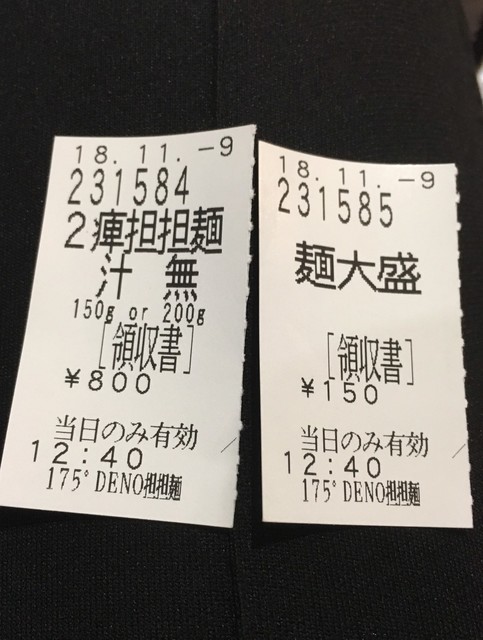 18.11.-9
231584
2痺担担麺
汁 無
150g or 200g
[領収書]
¥800
当日のみ有効
12:40
175°DENO担担麺
18.11.-9
231585
麺大盛
[領収書]
¥150
当日のみ有効
12:40
175°DENO担担麺